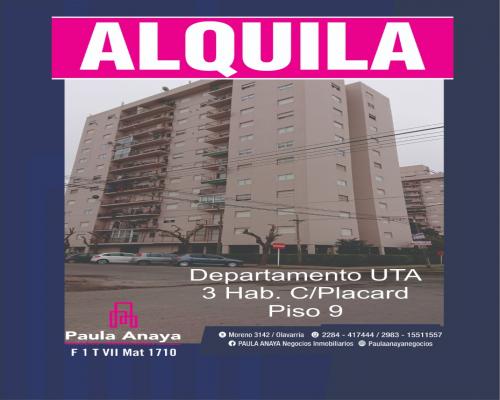 ALQUILA
Departamento UTA
3 Hab. C/Placard
Piso 9
Paula Anaya
F 1 T VII Mat 1710
Moreno 3142 / Olavarría 2284 - 417444 / 2983 - 15511557
PAULA ANAYA Negocios Inmobiliarios Paulaanayanegocios